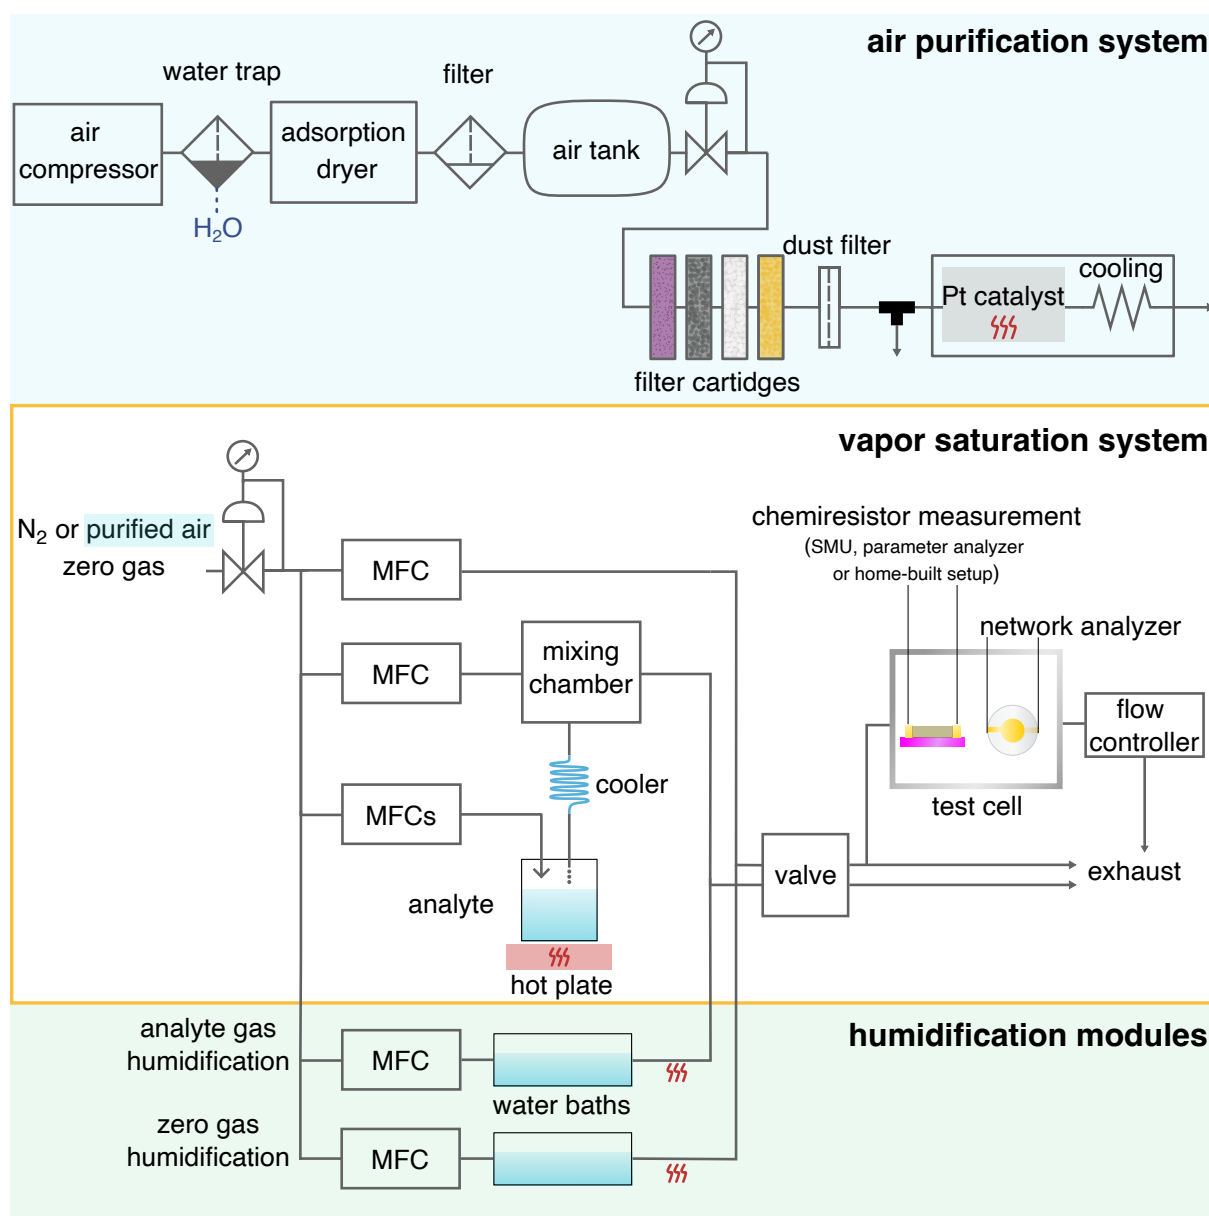 air purification system
water trap
filter
air
compressor
adsorption
dryer
air tank
H₂O
dust filter
cooling
Pt catalyst
filter cartidges
vapor saturation system
N₂ or purified air
zero gas
chemiresistor measurement
(SMU, parameter analyzer
or home-built setup)
MFC
network analyzer
mixing
chamber
MFC
flow
controller
cooler
test cell
MFCs
valve
exhaust
analyte
hot plate
humidification modules
analyte gas
humidification
MFC
water baths
zero gas
humidification
MFC